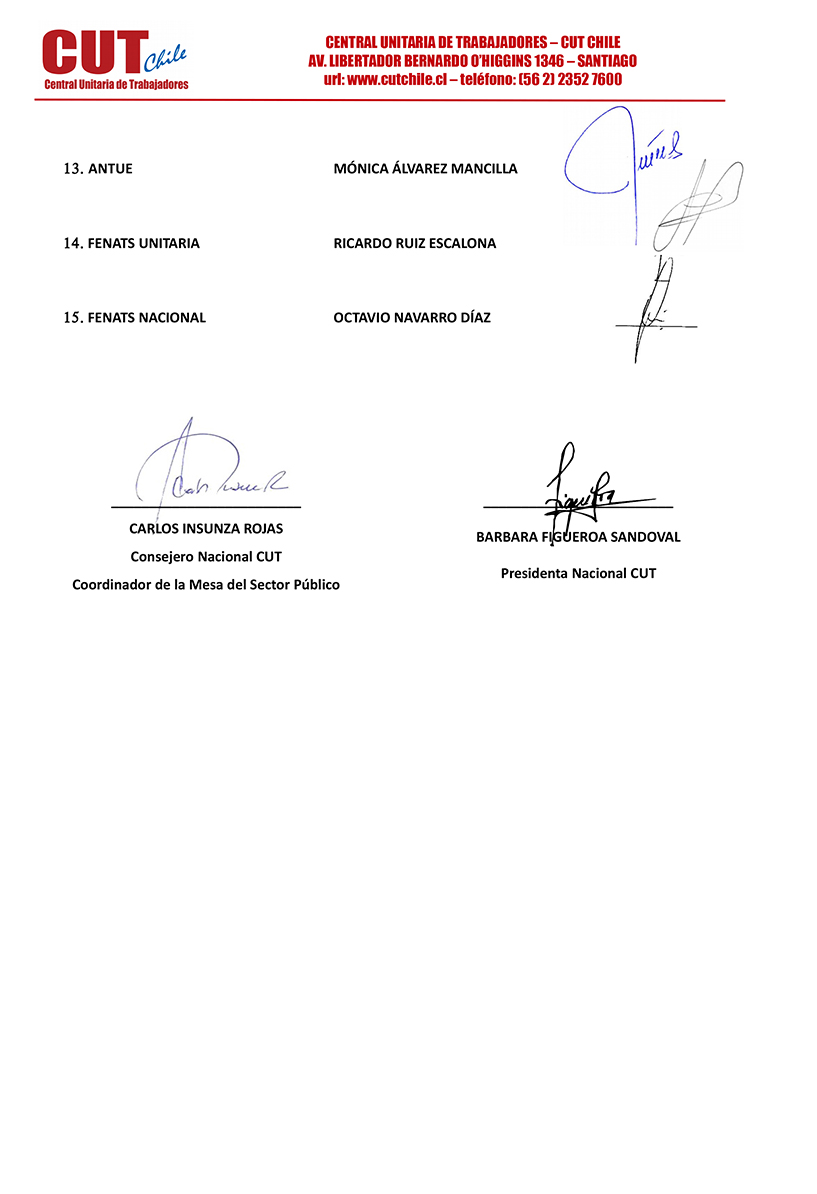 CUT Chile
Central Unitaria de Trabajadores
CENTRAL UNITARIA DE TRABAJADORES – CUT CHILE
AV. LIBERTADOR BERNARDO O’HIGGINS 1346 – SANTIAGO
url: www.cutchile.cl – teléfono: (56 2) 2352 7600
13. ANTUE MÓNICA ÁLVAREZ MANCILLA
14. FENATS UNITARIA RICARDO RUIZ ESCALONA
15. FENATS NACIONAL OCTAVIO NAVARRO DÍAZ
CARLOS INSUNZA ROJAS
Consejero Nacional CUT
Coordinador de la Mesa del Sector Público
BARBARA FIGUEROA SANDOVAL
Presidenta Nacional CUT